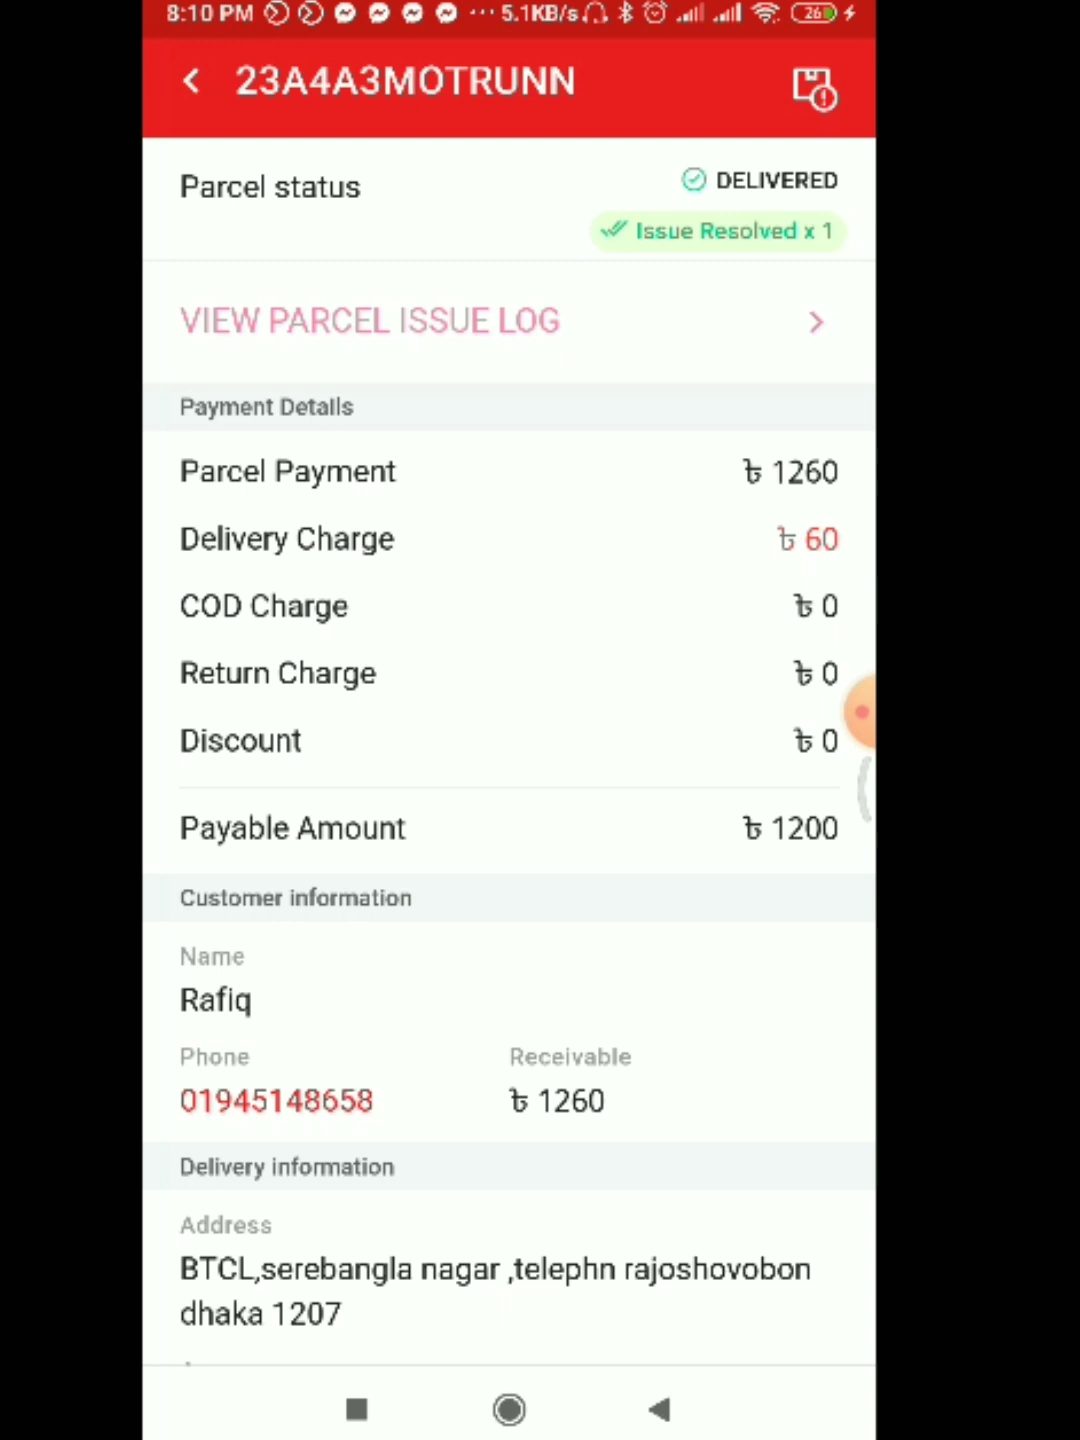 8:10 PM ... 5.1KB/s 26
23A4A3MOTRUNN
Parcel status
DELIVERED
Issue Resolved x 1
VIEW PARCEL ISSUE LOG
Payment Details
Parcel Payment ৳ 1260
Delivery Charge ৳ 60
COD Charge ৳ 0
Return Charge ৳ 0
Discount ৳ 0
Payable Amount ৳ 1200
Customer information
Name
Rafiq
Phone Receivable
01945148658 ৳ 1260
Delivery information
Address
BTCL,serebangla nagar ,telephn rajoshovobon
dhaka 1207